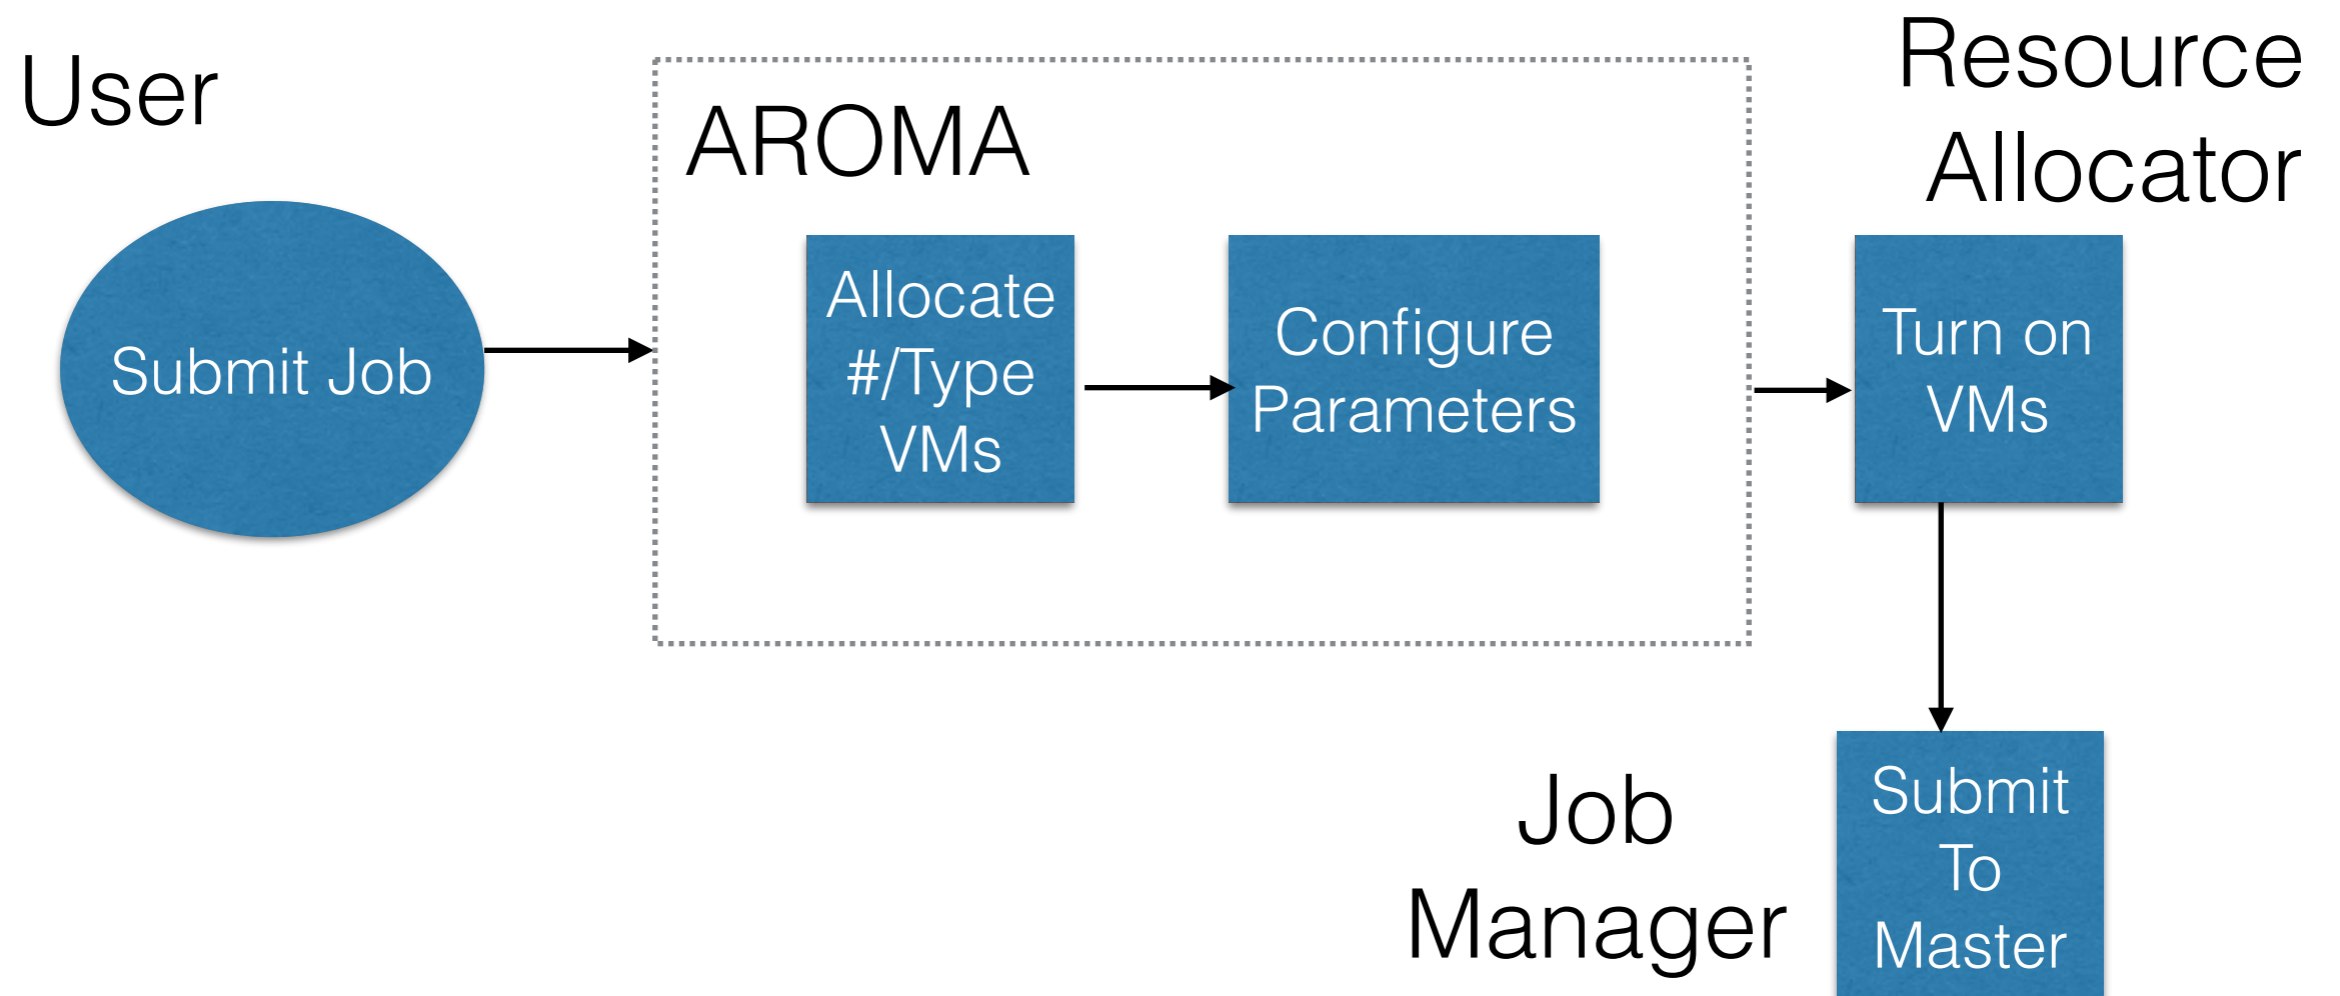 User
Submit Job
AROMA
Allocate
#/Type
VMs
Configure
Parameters
Resource
Allocator
Turn on
VMs
Job
Manager
Submit
To
Master